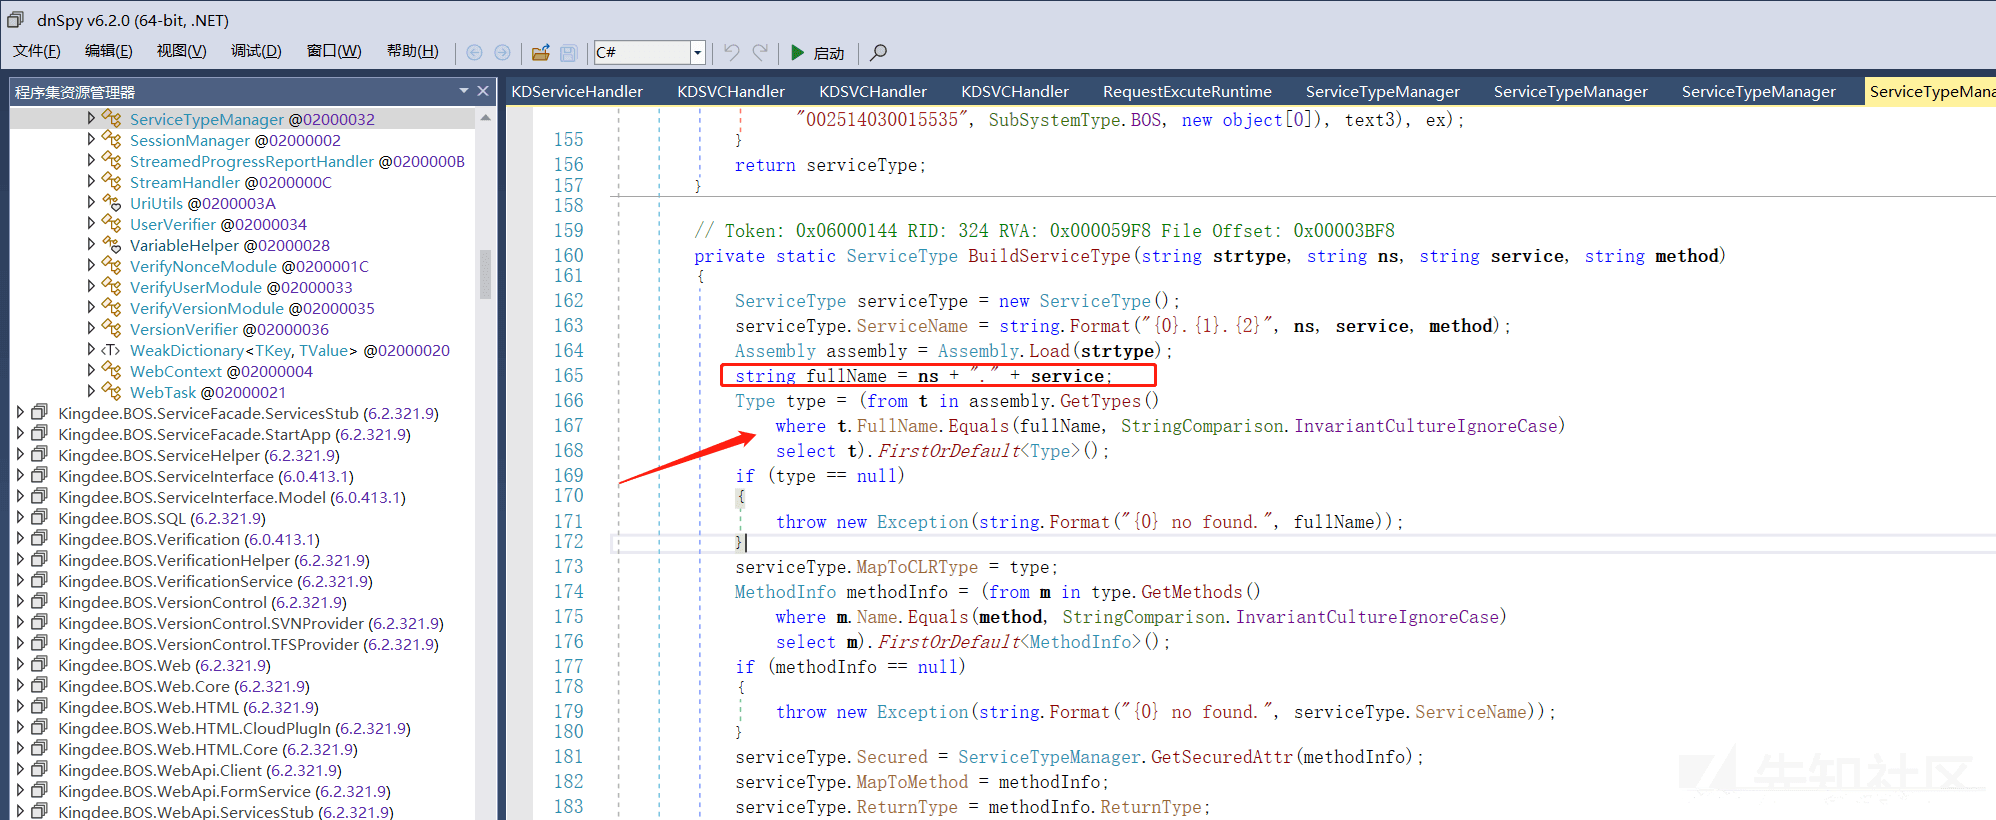 dnSpy v6.2.0 (64-bit, .NET)
文件(F) 编辑(E) 视图(V) 调试(D) 窗口(W) 帮助(H) C# 启动
程序集资源管理器
KDServiceHandler KDSVCHandler KDSVCHandler KDSVCHandler RequestExcuteRuntime ServiceTypeManager ServiceTypeManager ServiceTypeManager ServiceTypeMana
ServiceTypeManager @02000032
SessionManager @02000002
StreamedProgressReportHandler @0200000B
StreamHandler @0200000C
UriUtils @0200003A
UserVerifier @02000034
VariableHelper @02000028
VerifyNonceModule @0200001C
VerifyUserModule @02000033
VerifyVersionModule @02000035
VersionVerifier @02000036
<T> WeakDictionary<TKey, TValue> @02000020
WebContext @02000004
WebTask @02000021
Kingdee.BOS.ServiceFacade.ServicesStub (6.2.321.9)
Kingdee.BOS.ServiceFacade.StartApp (6.2.321.9)
Kingdee.BOS.ServiceHelper (6.2.321.9)
Kingdee.BOS.ServiceInterface (6.0.413.1)
Kingdee.BOS.ServiceInterface.Model (6.0.413.1)
Kingdee.BOS.SQL (6.2.321.9)
Kingdee.BOS.Verification (6.0.413.1)
Kingdee.BOS.VerificationHelper (6.2.321.9)
Kingdee.BOS.VerificationService (6.2.321.9)
Kingdee.BOS.VersionControl (6.2.321.9)
Kingdee.BOS.VersionControl.SVNProvider (6.2.321.9)
Kingdee.BOS.VersionControl.TFSProvider (6.2.321.9)
Kingdee.BOS.Web (6.2.321.9)
Kingdee.BOS.Web.Core (6.2.321.9)
Kingdee.BOS.Web.HTML (6.2.321.9)
Kingdee.BOS.Web.HTML.CloudPlugIn (6.2.321.9)
Kingdee.BOS.Web.HTML.Core (6.2.321.9)
Kingdee.BOS.WebApi.Client (6.2.321.9)
Kingdee.BOS.WebApi.FormService (6.2.321.9)
Kingdee.BOS.WebApi.ServicesStub (6.2.321.9)
"002514030015535", SubSystemType.BOS, new object[0]), text3), ex);
155 }
156 return serviceType;
157 }
158
159 // Token: 0x06000144 RID: 324 RVA: 0x000059F8 File Offset: 0x00003BF8
160 private static ServiceType BuildServiceType(string strtype, string ns, string service, string method)
161 {
162 ServiceType serviceType = new ServiceType();
163 serviceType.ServiceName = string.Format("{0}.{1}.{2}", ns, service, method);
164 Assembly assembly = Assembly.Load(strtype);
165 string fullName = ns + "." + service;
166 Type type = (from t in assembly.GetTypes()
167 where t.FullName.Equals(fullName, StringComparison.InvariantCultureIgnoreCase)
168 select t).FirstOrDefault<Type>();
169 if (type == null)
170 {
171 throw new Exception(string.Format("{0} no found.", fullName));
172 }
173 serviceType.MapToCLRType = type;
174 MethodInfo methodInfo = (from m in type.GetMethods()
175 where m.Name.Equals(method, StringComparison.InvariantCultureIgnoreCase)
176 select m).FirstOrDefault<MethodInfo>();
177 if (methodInfo == null)
178 {
179 throw new Exception(string.Format("{0} no found.", serviceType.ServiceName));
180 }
181 serviceType.Secured = ServiceTypeManager.GetSecuredAttr(methodInfo);
182 serviceType.MapToMethod = methodInfo;
183 serviceType.ReturnType = methodInfo.ReturnType;
先知社区